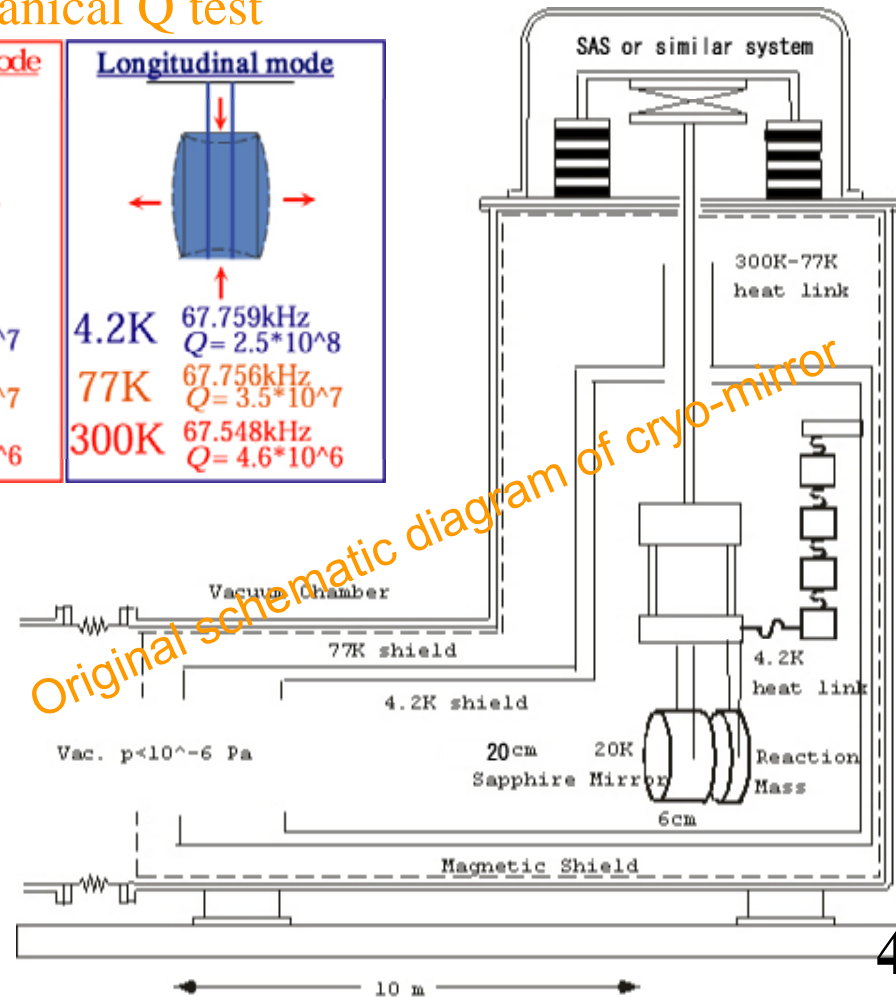 Q test
Longitudinal mode
4.2K
67.759kHz
Q= 2.5*10^8
77K
67.756kHz
Q= 3.5*10^7
300K
67.548kHz
Q= 4.6*10^6
^7
^7
^6
SAS or similar system
300K-77K
heat link
Original schematic diagram of cryo-mirror
Vacuum Chamber
77K shield
4.2K shield
4.2K
heat link
Vac. p<10^-6 Pa
20cm 20K
Sapphire Mirror
Reaction
Mass
6cm
Magnetic Shield
10 m
4